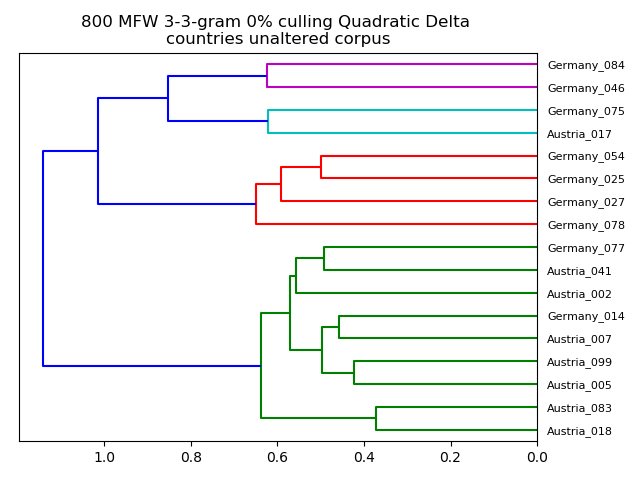 800 MFW 3-3-gram 0% culling Quadratic Delta
countries unaltered corpus
Germany_084
Germany_046
Germany_075
Austria_017
Germany_054
Germany_025
Germany_027
Germany_078
Germany_077
Austria_041
Austria_002
Germany_014
Austria_007
Austria_099
Austria_005
Austria_083
Austria_018
1.0 0.8 0.6 0.4 0.2 0.0